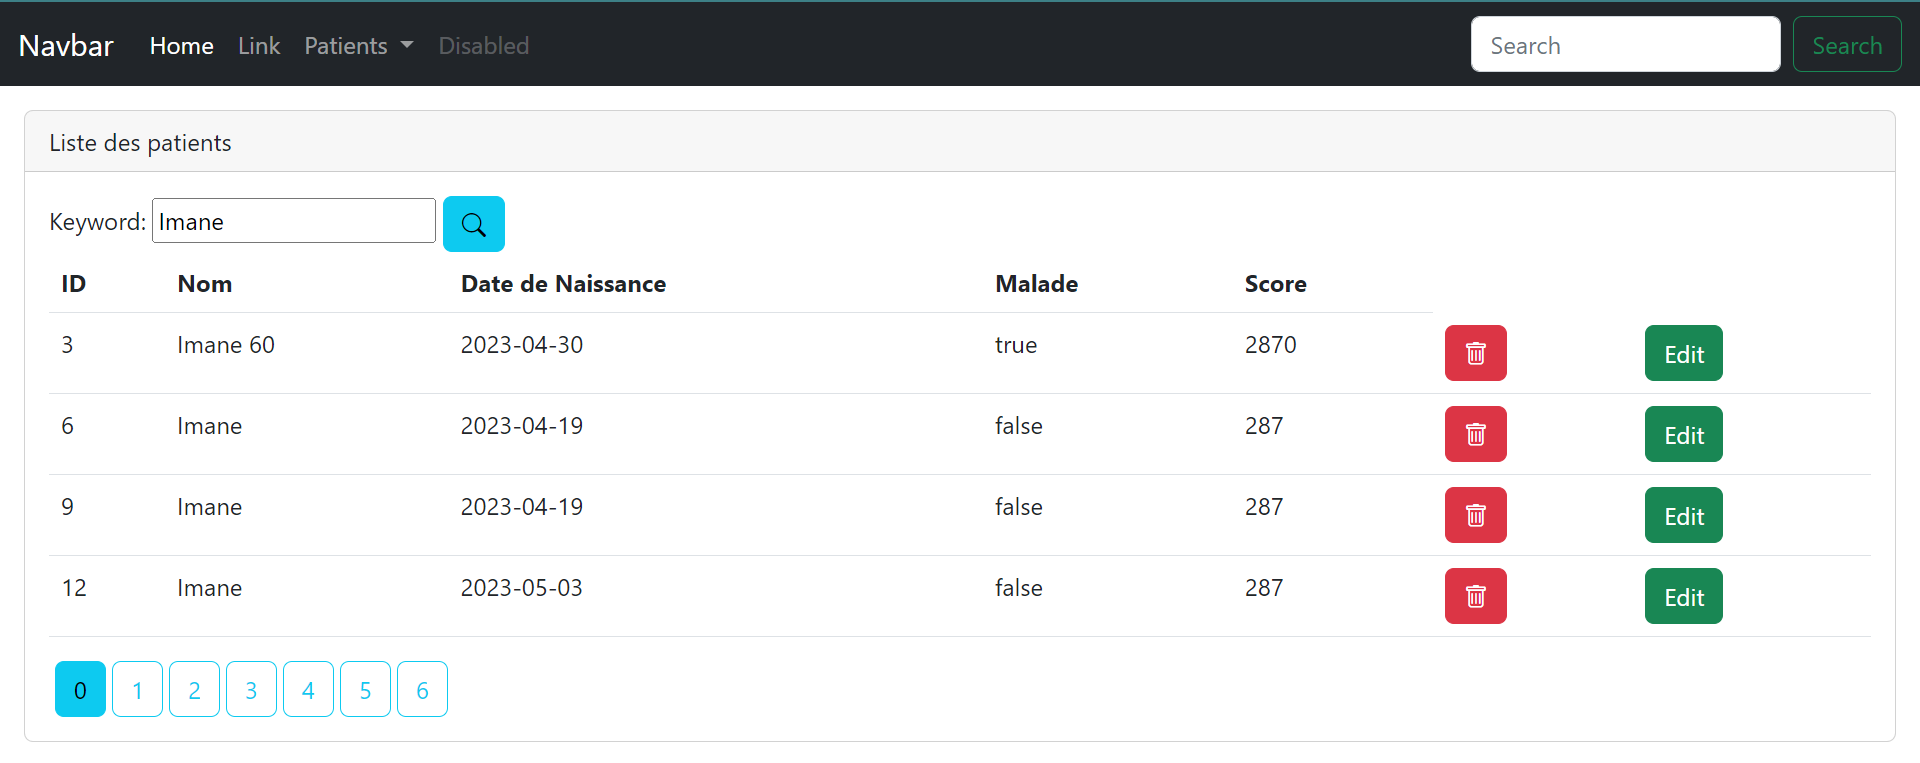 Navbar Home Link Patients Disabled Search Search
Liste des patients
Keyword: Imane
ID Nom Date de Naissance Malade Score
3 Imane 60 2023-04-30 true 2870 Edit
6 Imane 2023-04-19 false 287 Edit
9 Imane 2023-04-19 false 287 Edit
12 Imane 2023-05-03 false 287 Edit
0 1 2 3 4 5 6